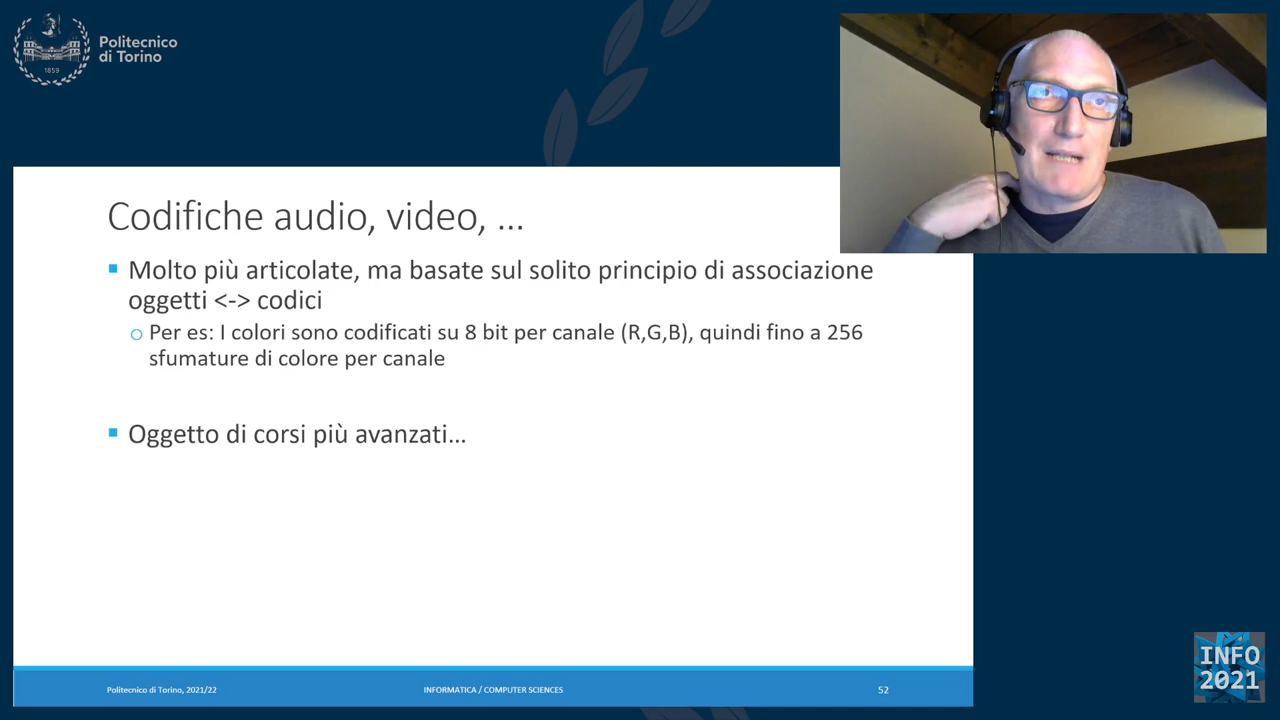 Politecnico
di Torino
1859
Codifiche audio, video, ...
Molto più articolate, ma basate sul solito principio di associazione
oggetti <-> codici
Per es: I colori sono codificati su 8 bit per canale (R,G,B), quindi fino a 256
sfumature di colore per canale
Oggetto di corsi più avanzati...
Politecnico di Torino, 2021/22
INFORMATICA / COMPUTER SCIENCES
52
INFO
2021